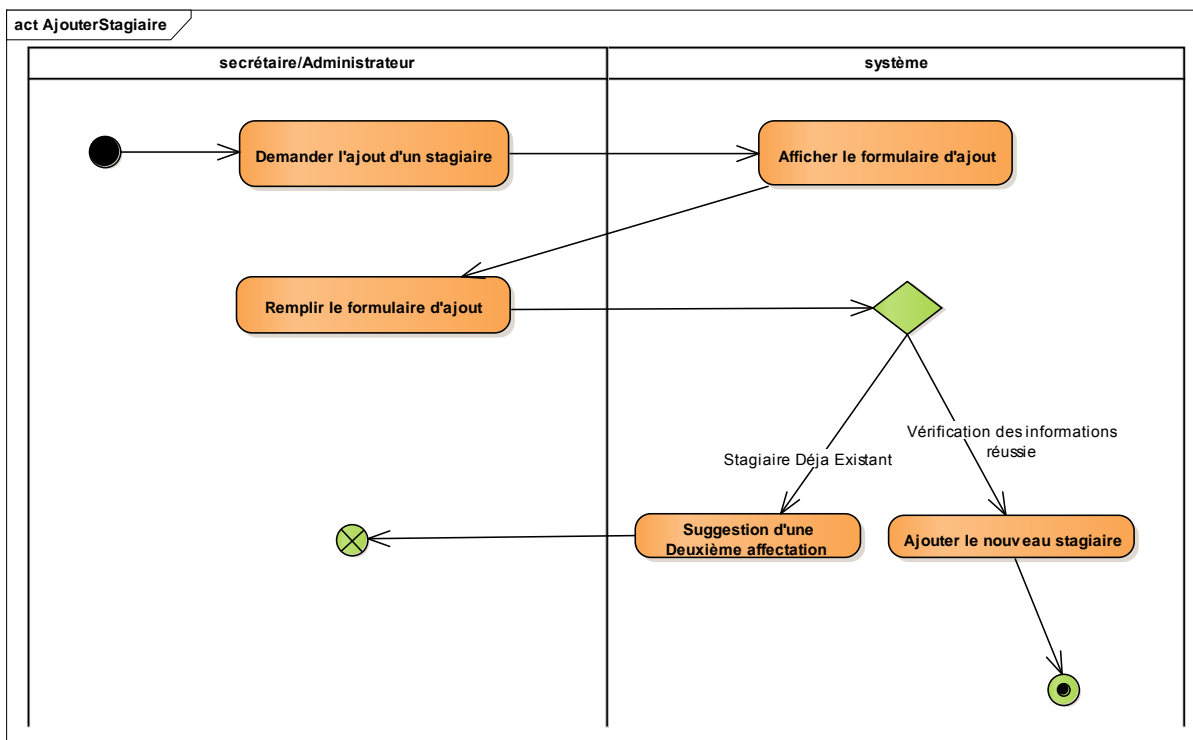 act AjouterStagiaire
secrétaire/Administrateur
système
Demander l'ajout d'un stagiaire
Afficher le formulaire d'ajout
Remplir le formulaire d'ajout
Vérification des informations
réussie
Stagiaire Déja Existant
Suggestion d'une
Deuxième affectation
Ajouter le nouveau stagiaire